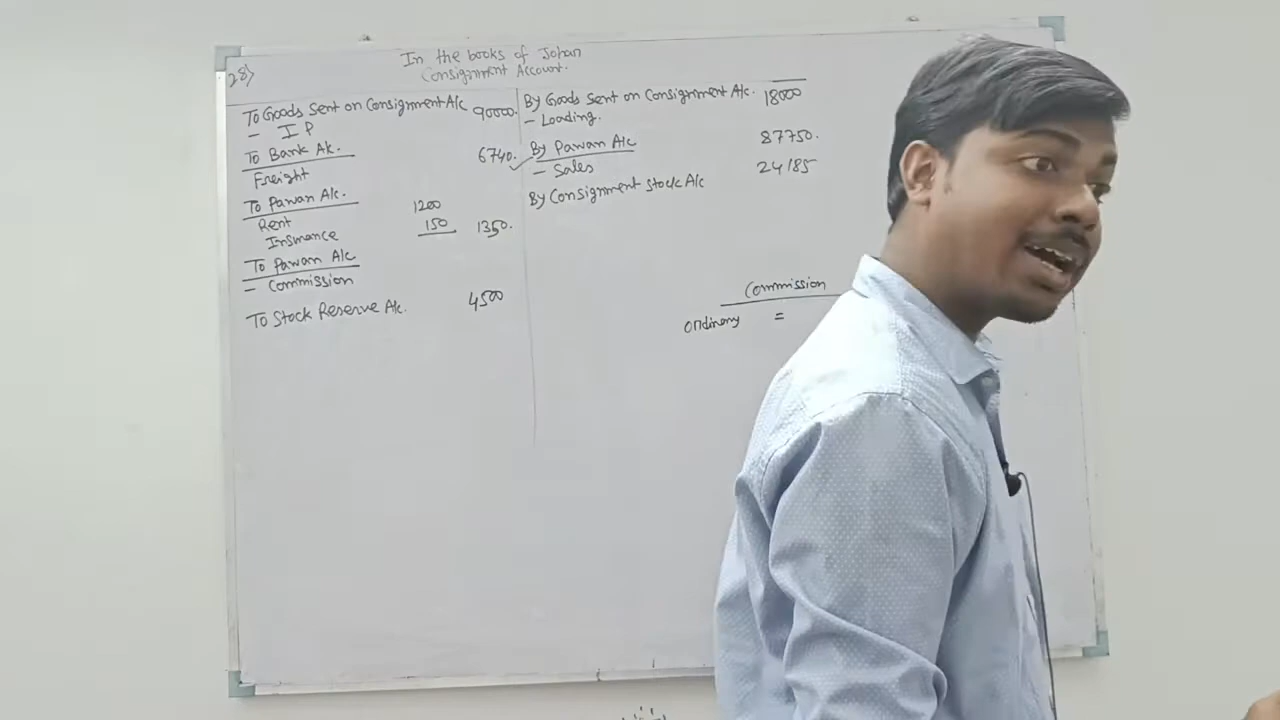 28)
In the books of Johan
Consignment Account.
To Goods Sent on Consignment A/c 90000.
- I P
To Bank A/c. 6740.
Freight
To Pawan A/c.
Rent 1200
Insurance 150 1350.
To Pawan A/c
- Commission
To Stock Reserve A/c. 4500
By Goods Sent on Consignment A/c. 18000
- Loading.
By Pawan A/c 87750.
- Sales
By Consignment Stock A/c 24185
Commission
Ordinary =